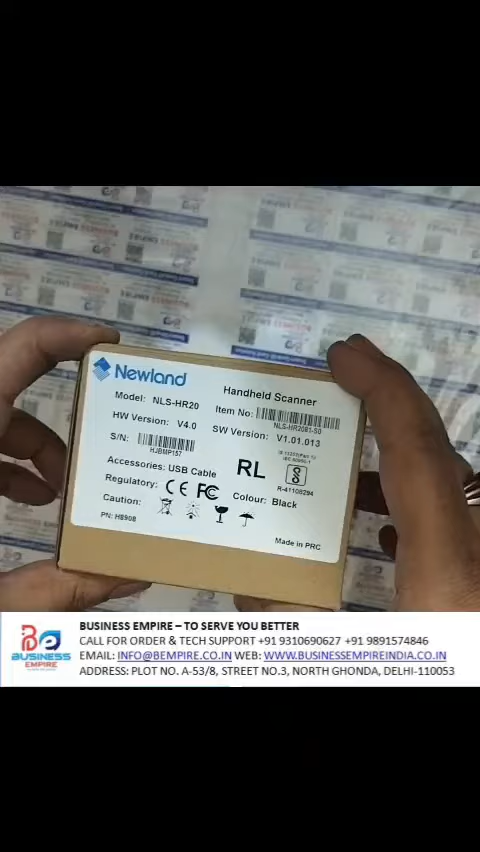 Newland
Handheld Scanner
Model: NLS-HR20
Item No:
NLS-HR2081-S0
HW Version: V4.0
SW Version: V1.01.013
S/N:
HJBMP157
Accessories: USB Cable
RL
R-41108294
Regulatory: CE FC
Colour: Black
Caution:
PN: H8908
Made in PRC
BUSINESS EMPIRE – TO SERVE YOU BETTER
CALL FOR ORDER & TECH SUPPORT +91 9310690627 +91 9891574846
EMAIL: INFO@BEMPIRE.CO.IN WEB: WWW.BUSINESSEMPIREINDIA.CO.IN
ADDRESS: PLOT NO. A-53/8, STREET NO.3, NORTH GHONDA, DELHI-110053
BUSINESS
EMPIRE